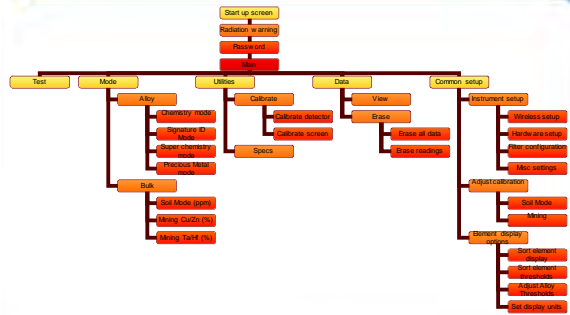 Start up screen
Radiation warning
Password
Main
Test
Mode
Utilities
Data
Common setup
Alloy
Chemistry mode
Signature ID
Mode
Super chemistry
mode
Precious Metal
mode
Bulk
Soil Mode (ppm)
Mining Cu/Zn (%)
Mining Ta/Hf (%)
Calibrate
Calibrate detector
Calibrate screen
Specs
View
Erase
Erase all data
Erase readings
Instrument setup
Wireless setup
Hardware setup
Filter configuration
Misc settings
Adjust calibration
Soil Mode
Mining
Element display
options
Sort element
display
Sort element
thresholds
Adjust Alloy
Thresholds
Set display units